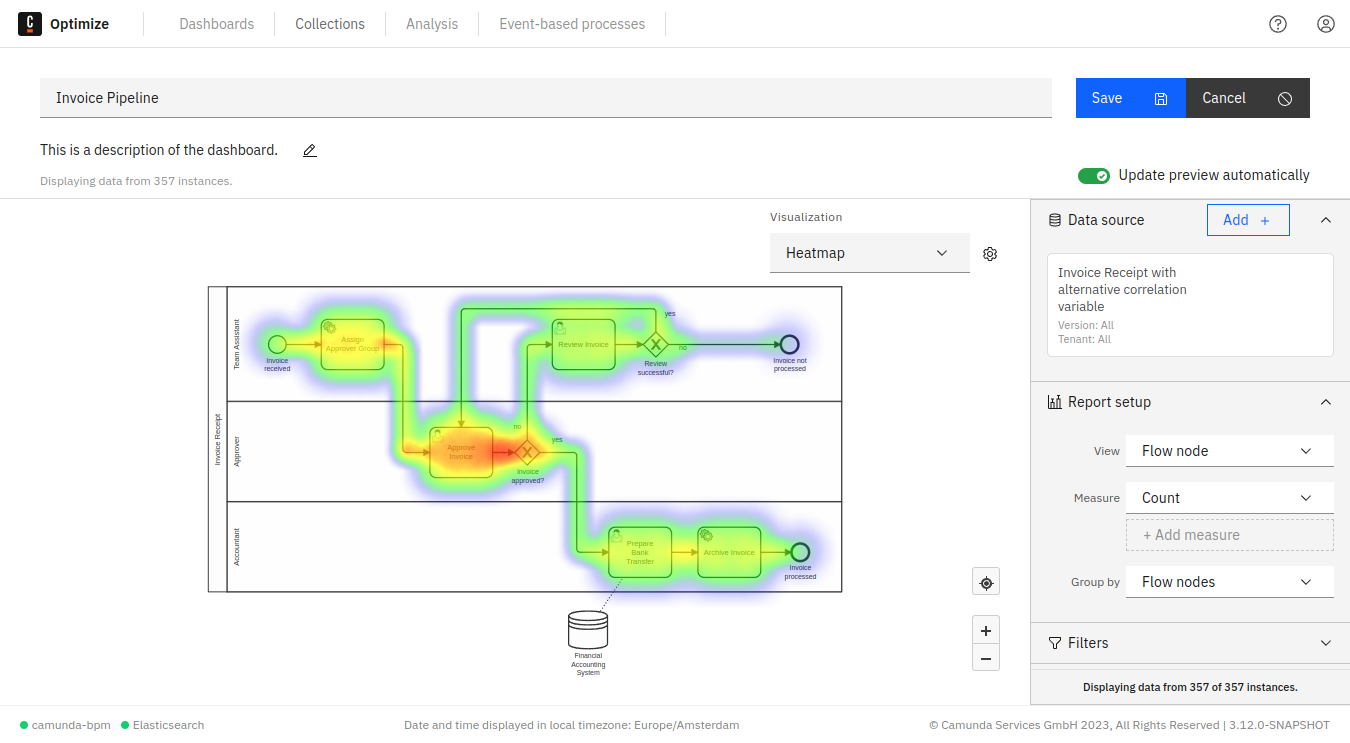 C Optimize Dashboards Collections Analysis Event-based processes
Invoice Pipeline
Save
Cancel
This is a description of the dashboard.
Displaying data from 357 instances.
Update preview automatically
Visualization
Heatmap
Data source
Add +
Invoice Receipt with
alternative correlation
variable
Version: All
Tenant: All
Report setup
View Flow node
Measure Count
+ Add measure
Group by Flow nodes
Filters
Displaying data from 357 of 357 instances.
Invoice Receipt
Team Assistant
Invoice
received
Assign
Approver Group
Review Invoice
yes
no
Review
successful?
Invoice not
processed
Approver
Approve
Invoice
no
yes
Invoice
approved?
Accountant
Prepare
Bank
Transfer
Archive Invoice
Invoice
processed
Financial
Accounting
System
+
−
camunda-bpm Elasticsearch
Date and time displayed in local timezone: Europe/Amsterdam
© Camunda Services GmbH 2023, All Rights Reserved | 3.12.0-SNAPSHOT